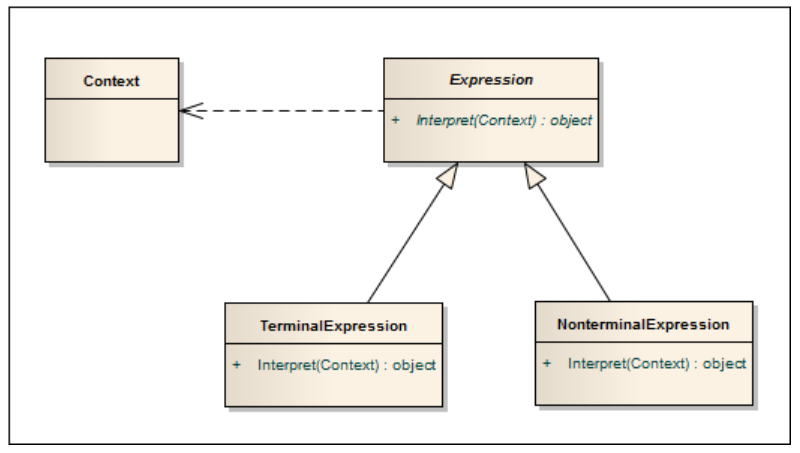 Context
Expression
+ Interpret(Context) : object
TerminalExpression
+ Interpret(Context) : object
NonterminalExpression
+ Interpret(Context) : object